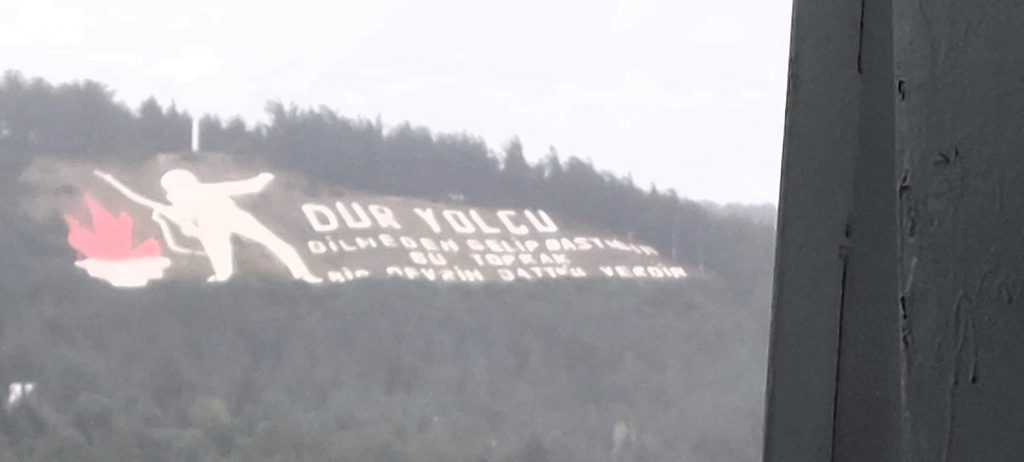 DUR YOLCU
BİLMEDEN GELİP BASTIĞIN
BU TOPRAK
BİR DEVRİN BATTIĞI YERDİR